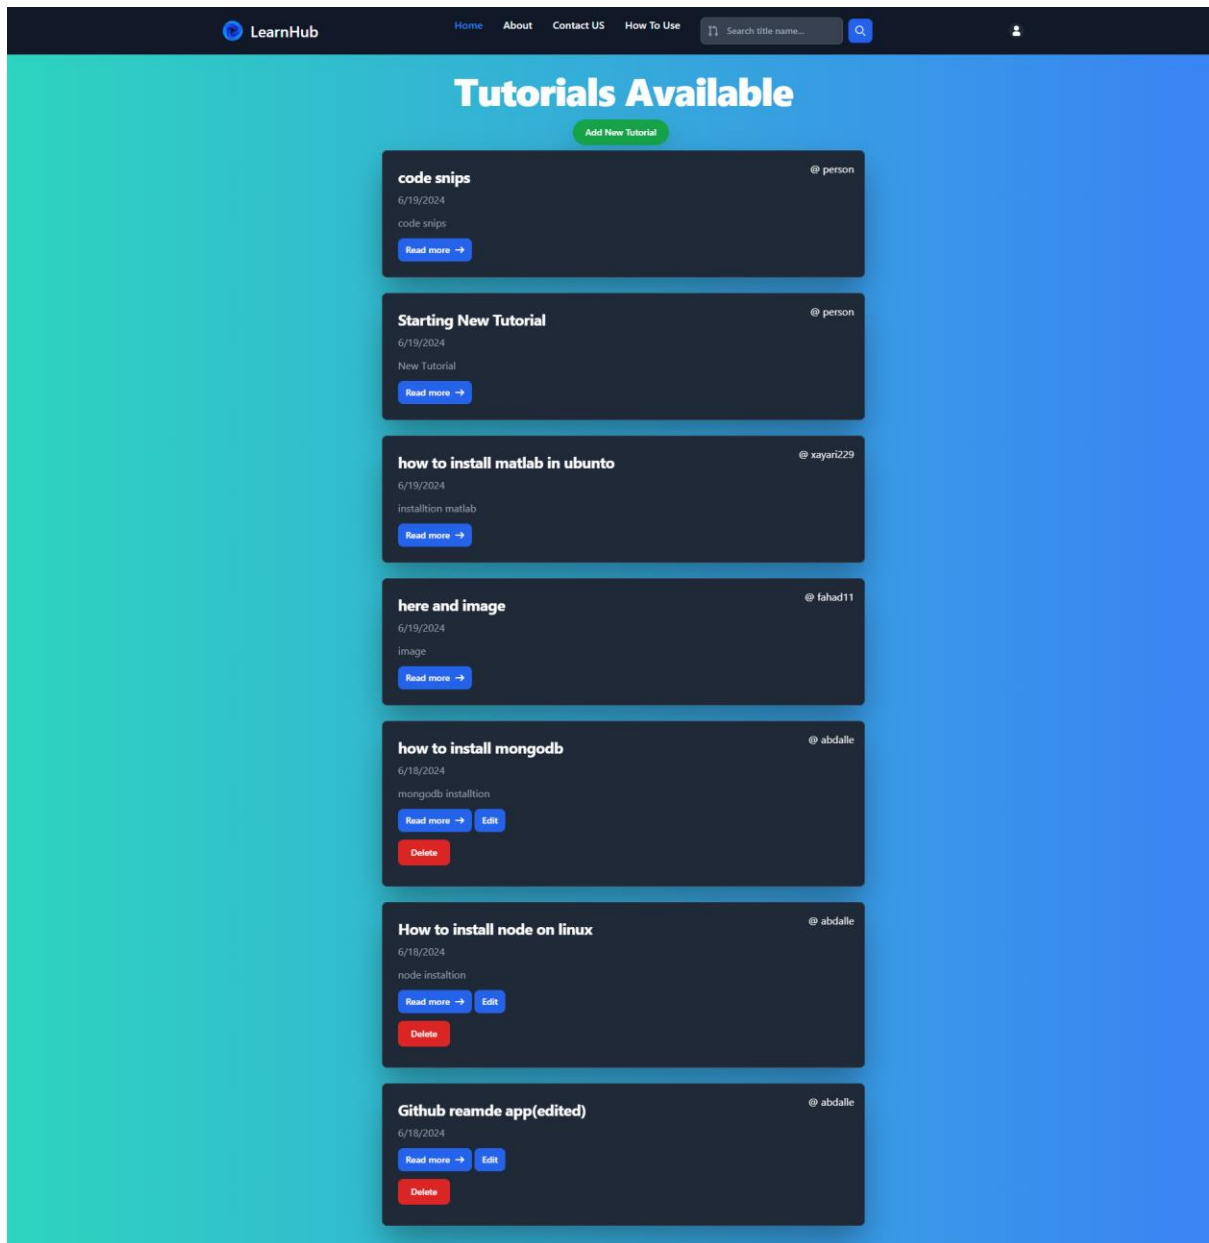 LearnHub
Home About Contact US How To Use Search title name...
Tutorials Available
Add New Tutorial
code snips @ person
6/19/2024
code snips
Read more →
Starting New Tutorial @ person
6/19/2024
New Tutorial
Read more →
how to install matlab in ubunto @ xayari229
6/19/2024
installtion matlab
Read more →
here and image @ fahad11
6/19/2024
image
Read more →
how to install mongodb @ abdalle
6/18/2024
mongodb installtion
Read more → Edit
Delete
How to install node on linux @ abdalle
6/18/2024
node instaltion
Read more → Edit
Delete
Github reamde app(edited) @ abdalle
6/18/2024
Read more → Edit
Delete